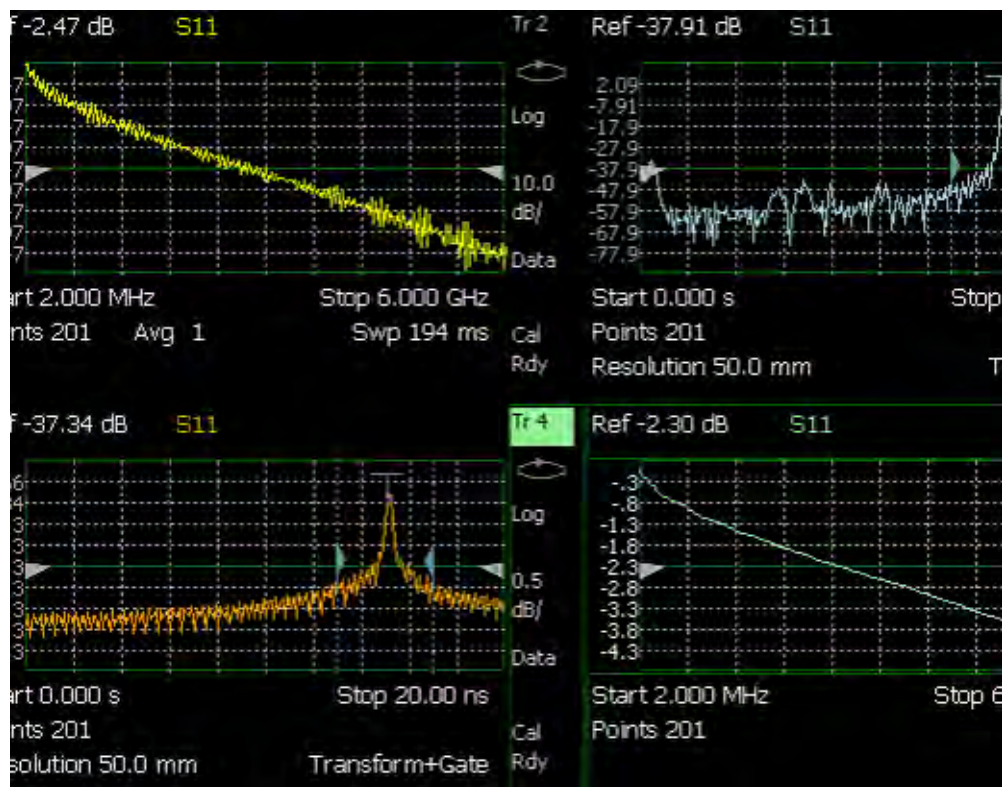 f -2.47 dB S11 Tr 2 Ref -37.91 dB S11
Log
10.0
dB/
Data
2.09
-7.91
-17.9
-27.9
-37.9
-47.9
-57.9
-67.9
-77.9
art 2.000 MHz Stop 6.000 GHz Start 0.000 s Stop
nts 201 Avg 1 Swp 194 ms Cal Points 201
Rdy Resolution 50.0 mm T
f -37.34 dB S11 Tr 4 Ref -2.30 dB S11
Log
0.5
dB/
Data
-.3
-.8
-1.3
-1.8
-2.3
-2.8
-3.3
-3.8
-4.3
art 0.000 s Stop 20.00 ns Start 2.000 MHz Stop 6
nts 201 Cal Points 201
solution 50.0 mm Transform+Gate Rdy